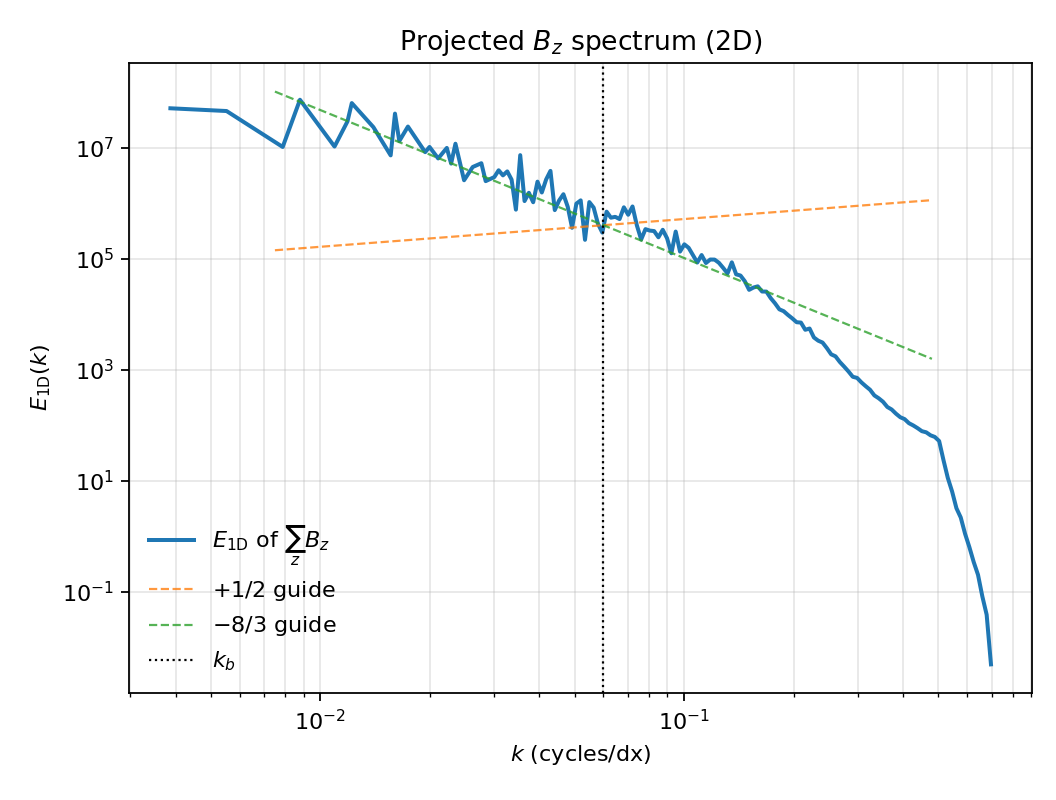 Projected $B_z$ spectrum (2D)
$E_{1D}(k)$
$10^7$
$10^5$
$10^3$
$10^1$
$10^{-1}$
$E_{1D}$ of $\sum_z B_z$
+1/2 guide
−8/3 guide
$k_b$
$10^{-2}$
$10^{-1}$
$k$ (cycles/dx)